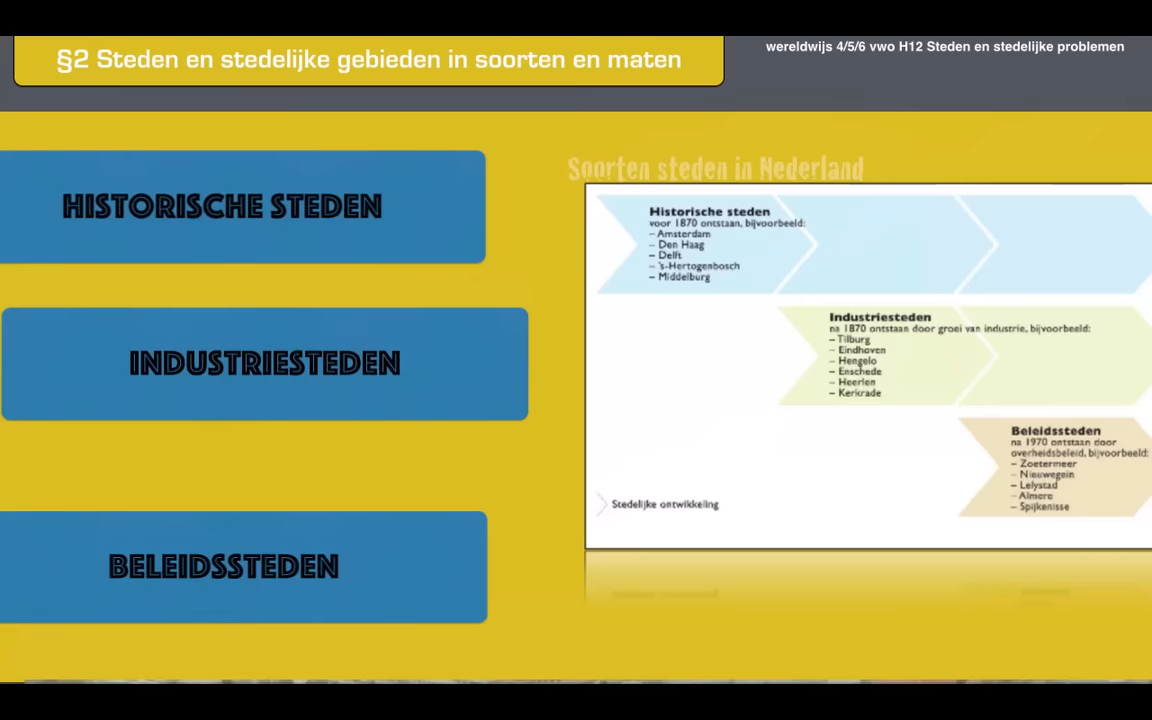 §2 Steden en stedelijke gebieden in soorten en maten
wereldwijs 4/5/6 vwo H12 Steden en stedelijke problemen
HISTORISCHE STEDEN
INDUSTRIESTEDEN
BELEIDSSTEDEN
Soorten steden in Nederland
Historische steden
voor 1870 ontstaan, bijvoorbeeld:
– Amsterdam
– Den Haag
– Delft
– 's-Hertogenbosch
– Middelburg
Industriesteden
na 1870 ontstaan door groei van industrie, bijvoorbeeld:
– Tilburg
– Eindhoven
– Hengelo
– Enschede
– Heerlen
– Kerkrade
Beleidssteden
na 1970 ontstaan door
overheidsbeleid, bijvoorbeeld:
– Zoetermeer
– Nieuwegein
– Lelystad
– Almere
– Spijkenisse
Stedelijke ontwikkeling